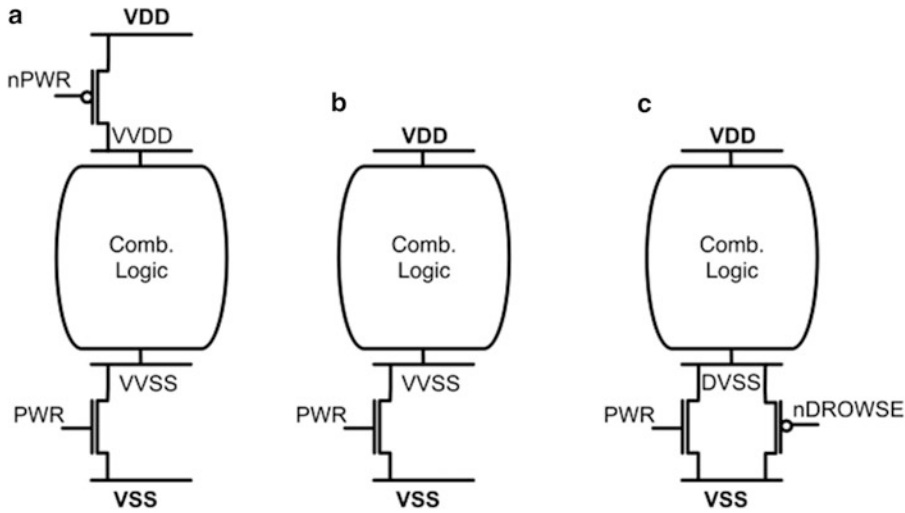 a
VDD
nPWR
VVDD
Comb.
Logic
VVSS
PWR
VSS
b
VDD
Comb.
Logic
VVSS
PWR
VSS
c
VDD
Comb.
Logic
DVSS
PWR
nDROWSE
VSS